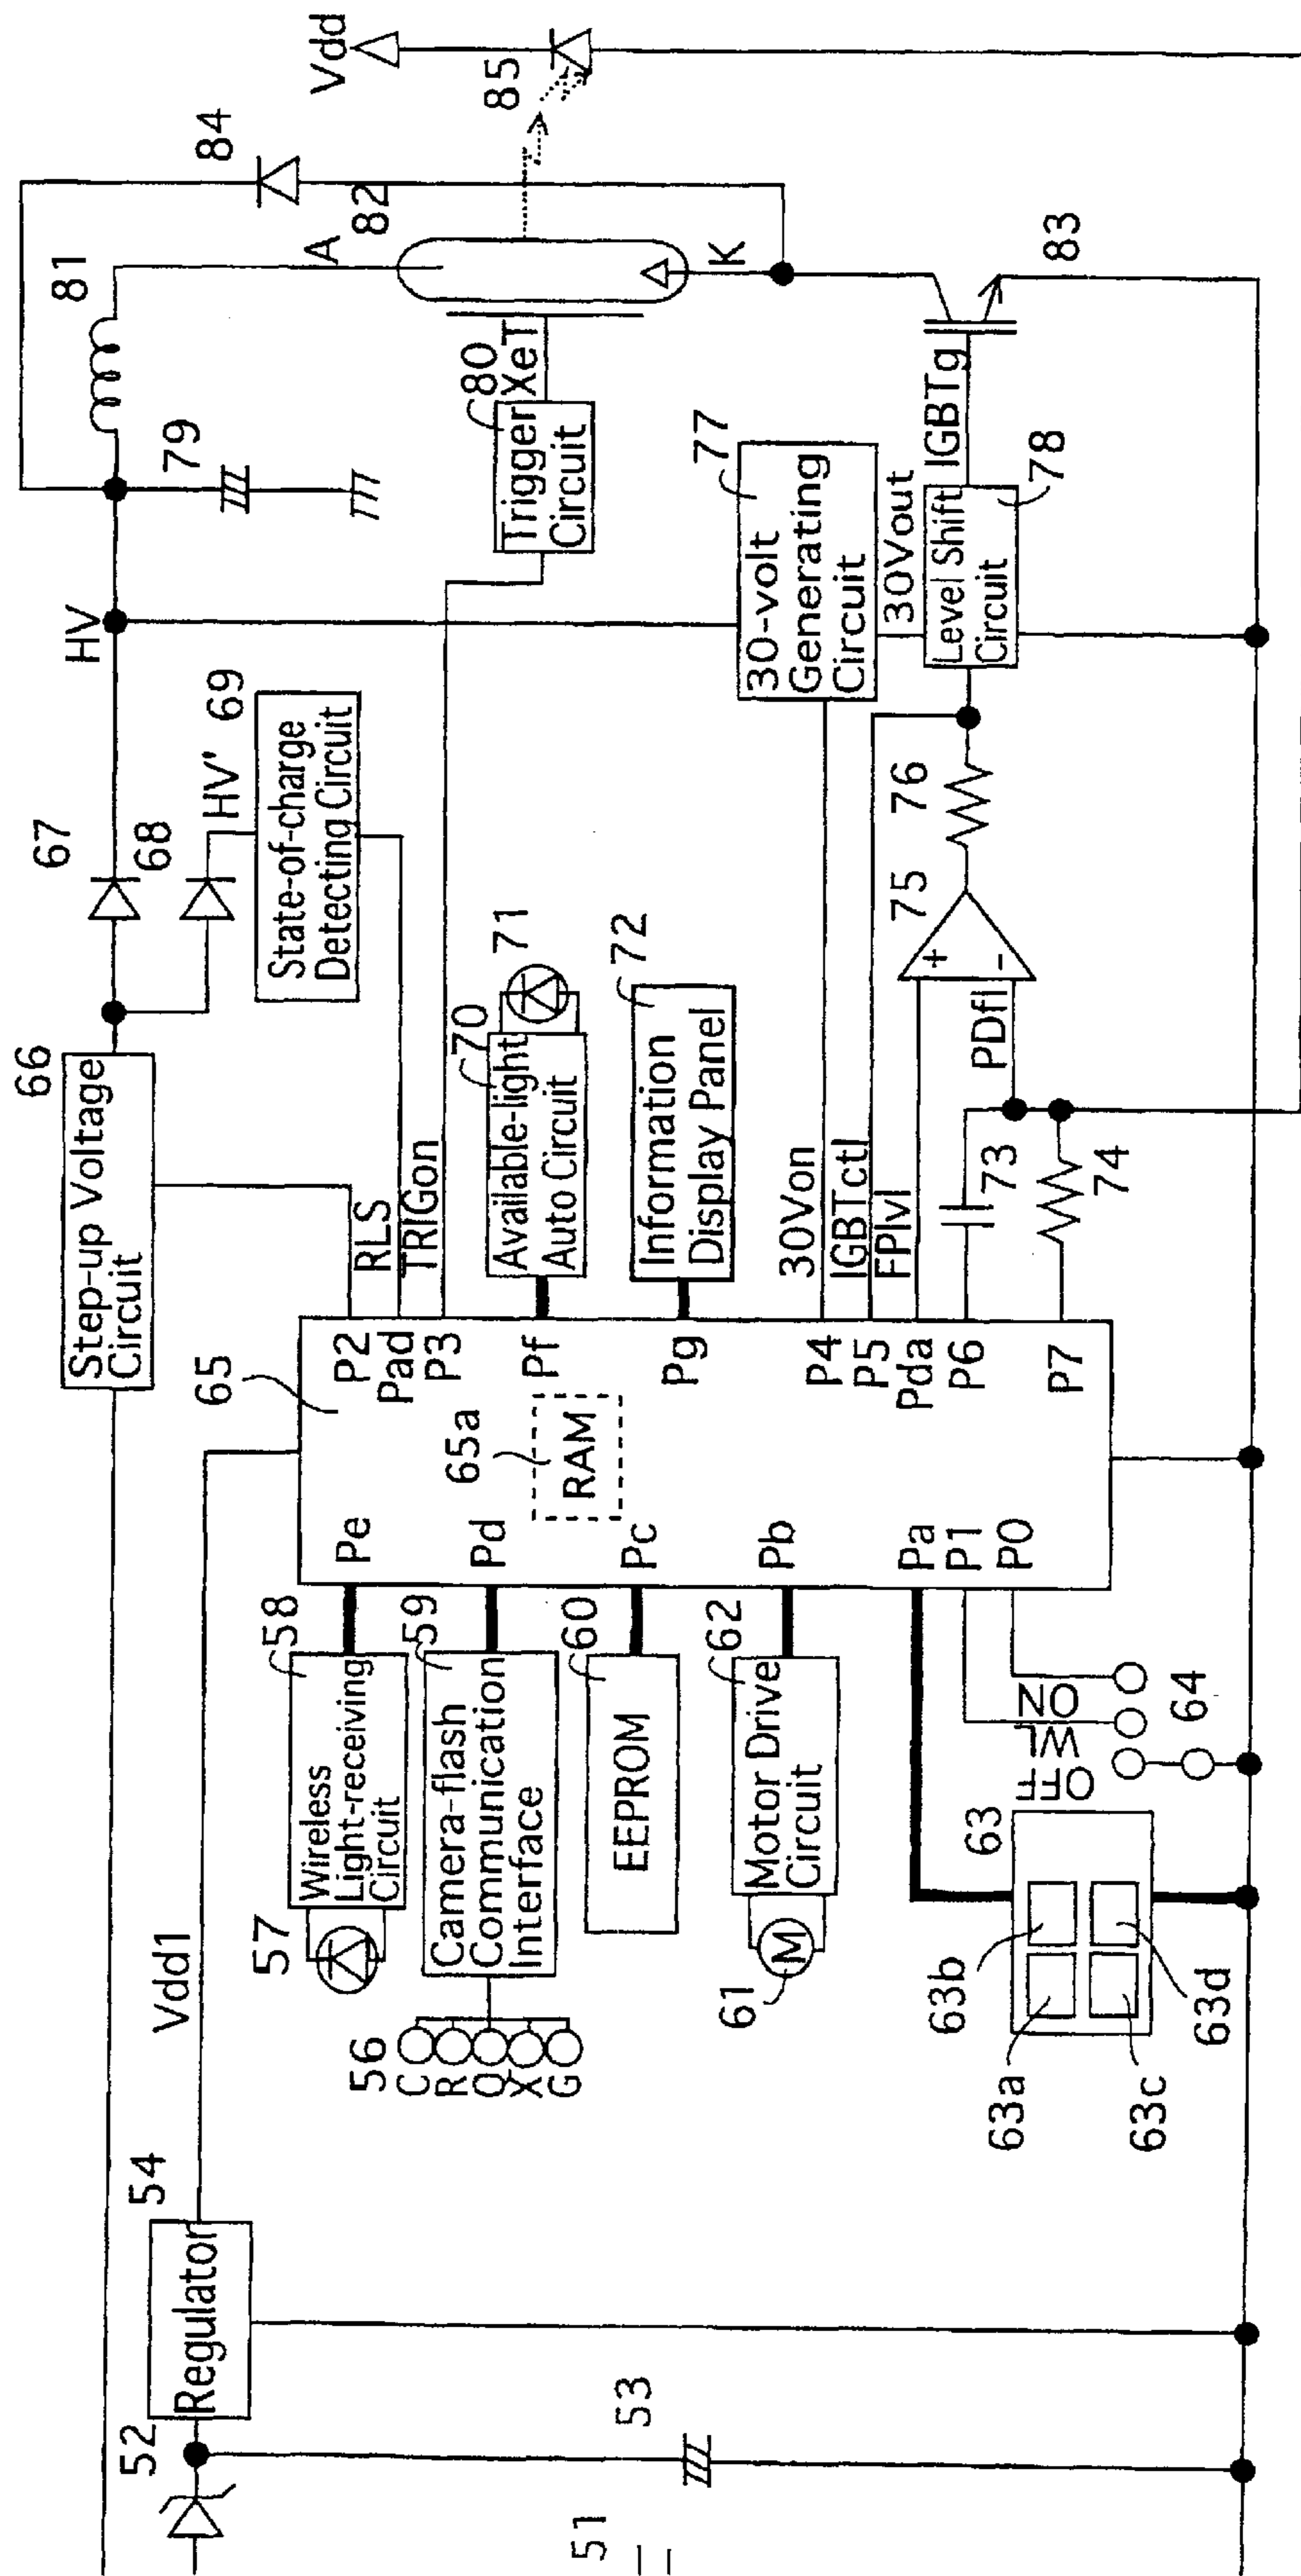 51
53
52
54
Regulator
Vdd1
66
Step-up Voltage
Circuit
67
68
HV'
69
State-of-charge
Detecting Circuit
HV
79
81
84
A
82
K
85
Vdd
80
XeT
Trigger
Circuit
77
30-volt
Generating
Circuit
30Vout
IGBTg
83
Level Shift
Circuit
78
57
58
Wireless
Light-receiving
Circuit
56
C
R
Q
X
G
59
Camera-flash
Communication
Interface
60
EEPROM
61
M
62
Motor Drive
Circuit
63
63a
63b
63c
63d
OFF
WL
ON
64
65
65a
RAM
Pe
Pd
Pc
Pb
Pa
P1
P0
P2
Pad
P3
Pf
Pg
P4
P5
Pda
P6
P7
RLS
TRIGon
70
Available-light
Auto Circuit
71
72
Information
Display Panel
30Von
IGBTctl
FPlvl
73
74
PDfl
75
+
-
76